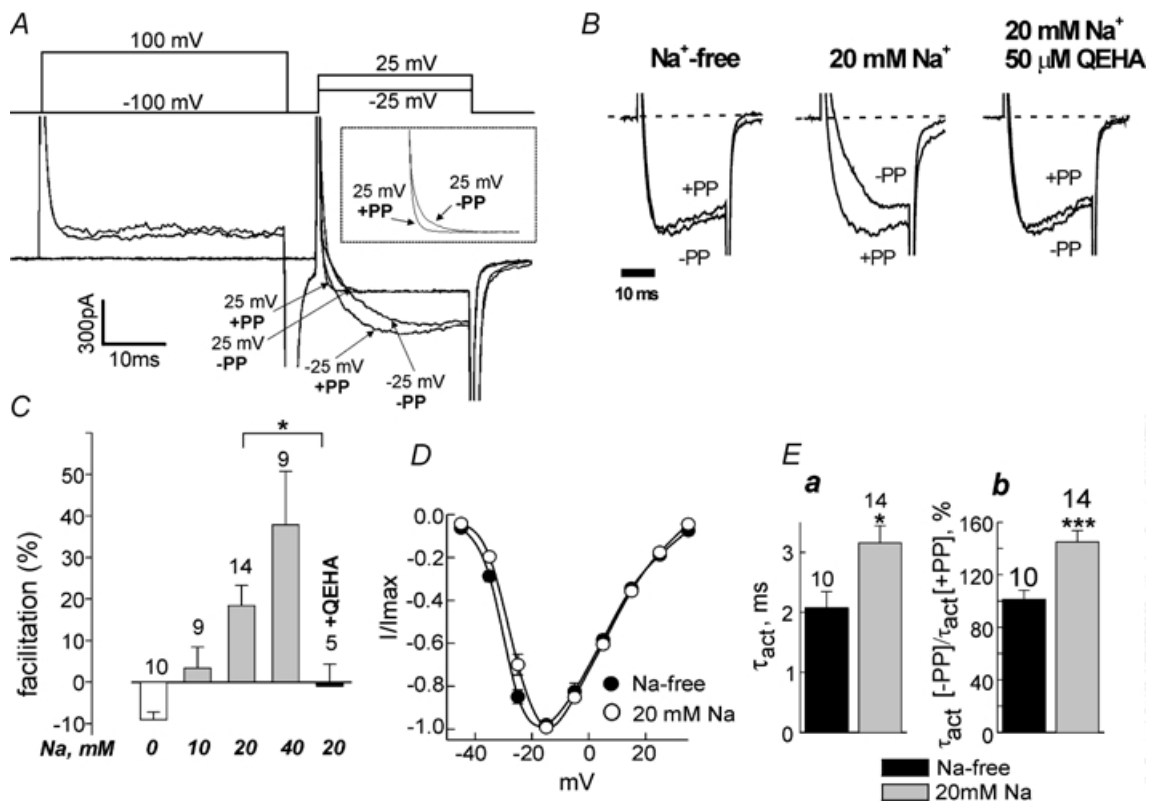 A
100 mV
-100 mV
25 mV
-25 mV
25 mV
+PP
25 mV
-PP
300pA
10ms
25 mV
+PP
25 mV
-PP
-25 mV
+PP
-25 mV
-PP
B
Na+-free
20 mM Na+
20 mM Na+
50 μM QEHA
+PP
-PP
-PP
+PP
+PP
-PP
10 ms
C
facilitation (%)
50
40
30
20
10
0
-10
10
9
14
9
5
*
+QEHA
Na, mM
0
10
20
40
20
D
I/Imax
0.0
-0.2
-0.4
-0.6
-0.8
-1.0
-40
-20
0
20
mV
Na-free
20 mM Na
E
a
τact, ms
3
2
1
0
10
14
*
b
τact [-PP]/τact [+PP], %
160
120
80
40
0
10
14
***
Na-free
20mM Na